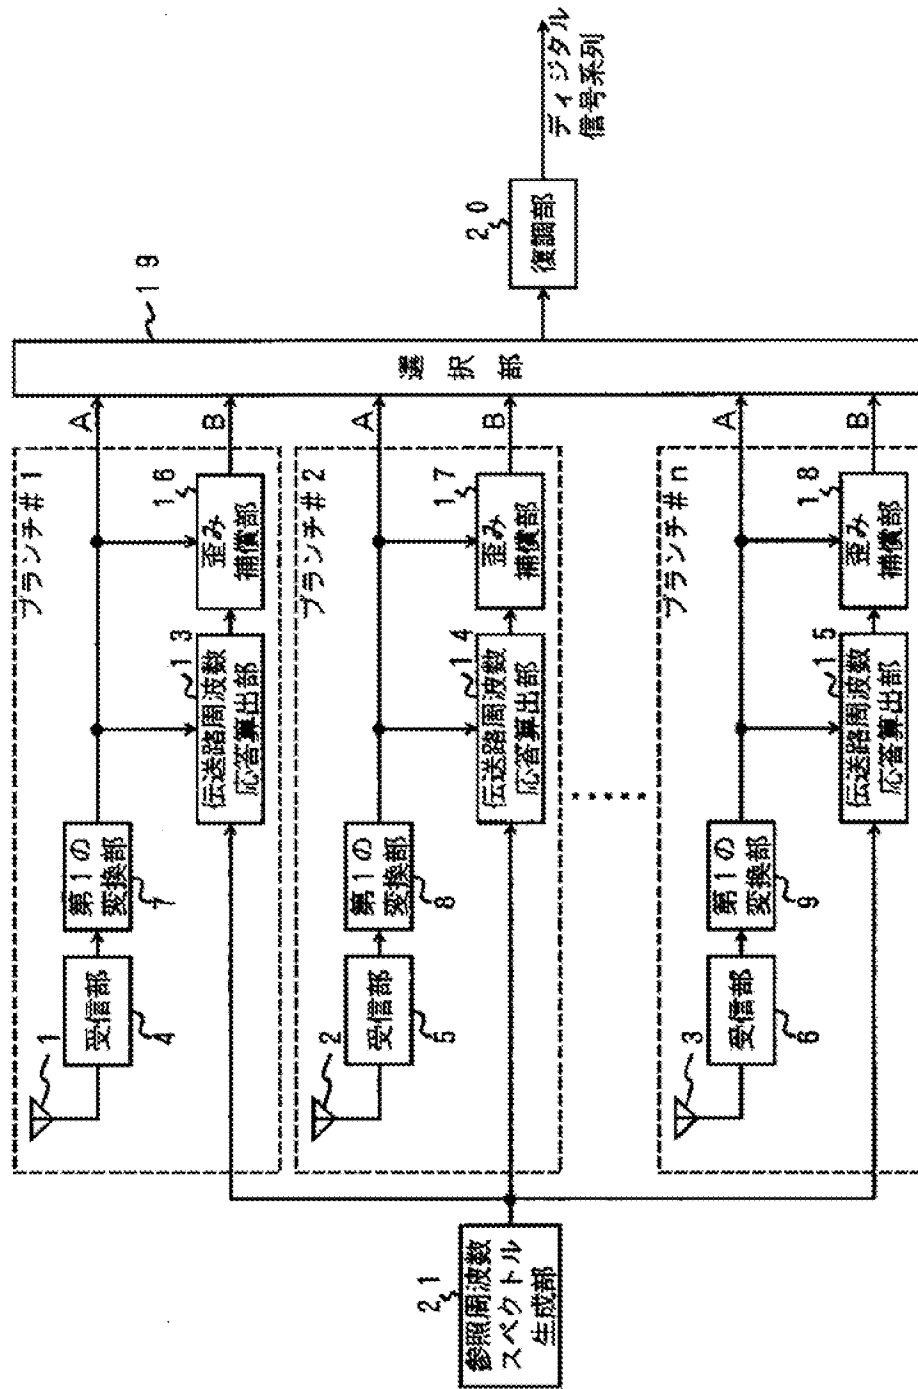 ブランチ#1
1
受信部
4
第1の
変換部
7
伝送路周波数
応答算出部
13
歪み
補償部
16
A
B
ブランチ#2
2
受信部
5
第1の
変換部
8
伝送路周波数
応答算出部
14
歪み
補償部
17
A
B
ブランチ#n
3
受信部
6
第1の
変換部
9
伝送路周波数
応答算出部
15
歪み
補償部
18
A
B
参照周波数
スペクトル
生成部
21
選択部
19
復調部
20
ディジタル
信号系列